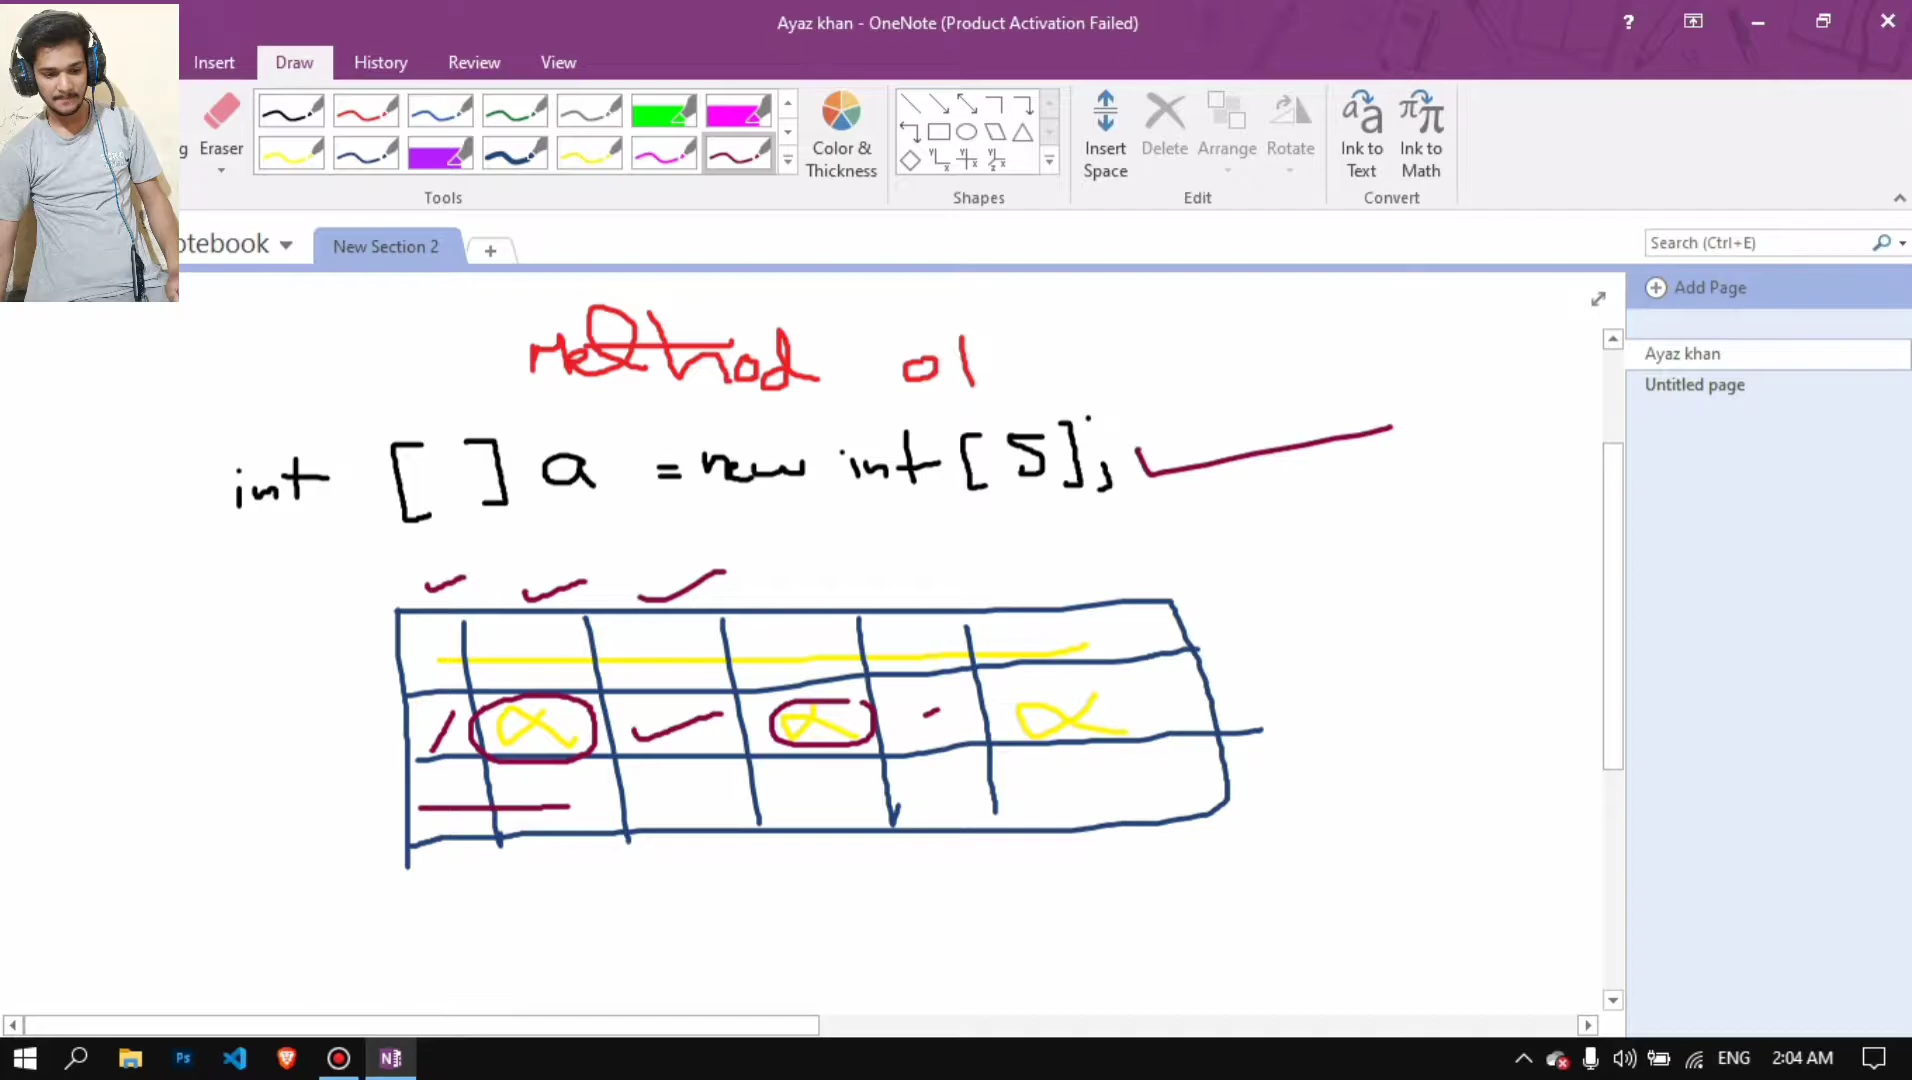 Ayaz khan - OneNote (Product Activation Failed)
Insert Draw History Review View
Eraser
Color & Thickness
Insert Space
Delete Arrange Rotate
Ink to Text
Ink to Math
Tools Shapes Edit Convert
otebook New Section 2
Search (Ctrl+E)
Add Page
Ayaz khan
Untitled page
Method 01
int [ ] a = new int [5];
α α α
Ps
N
ENG 2:04 AM